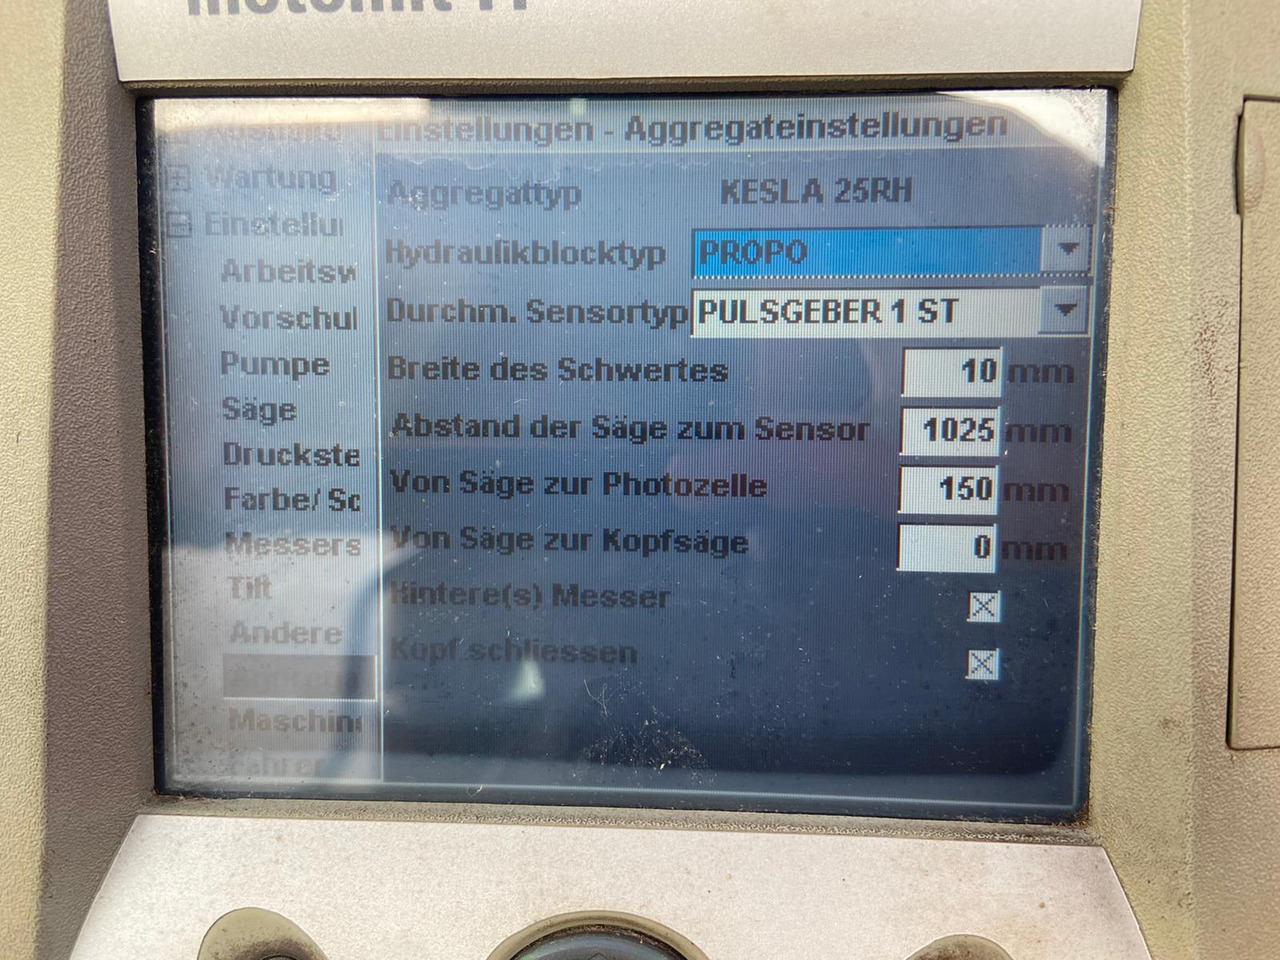 Einstellungen - Aggregateinstellungen
Wartung
Einstellu
Arbeitsw
Vorschul
Pumpe
Säge
Druckste
Farbe/ Sc
Messers
Tilt
Andere
Maschin
Aggregattyp KESLA 25RH
Hydraulikblocktyp PROPO
Durchm. Sensortyp PULSGEBER 1 ST
Breite des Schwertes 10 mm
Abstand der Säge zum Sensor 1025 mm
Von Säge zur Photozelle 150 mm
Von Säge zur Kopfsäge 0 mm
Hintere(s) Messer
Kopf schliessen